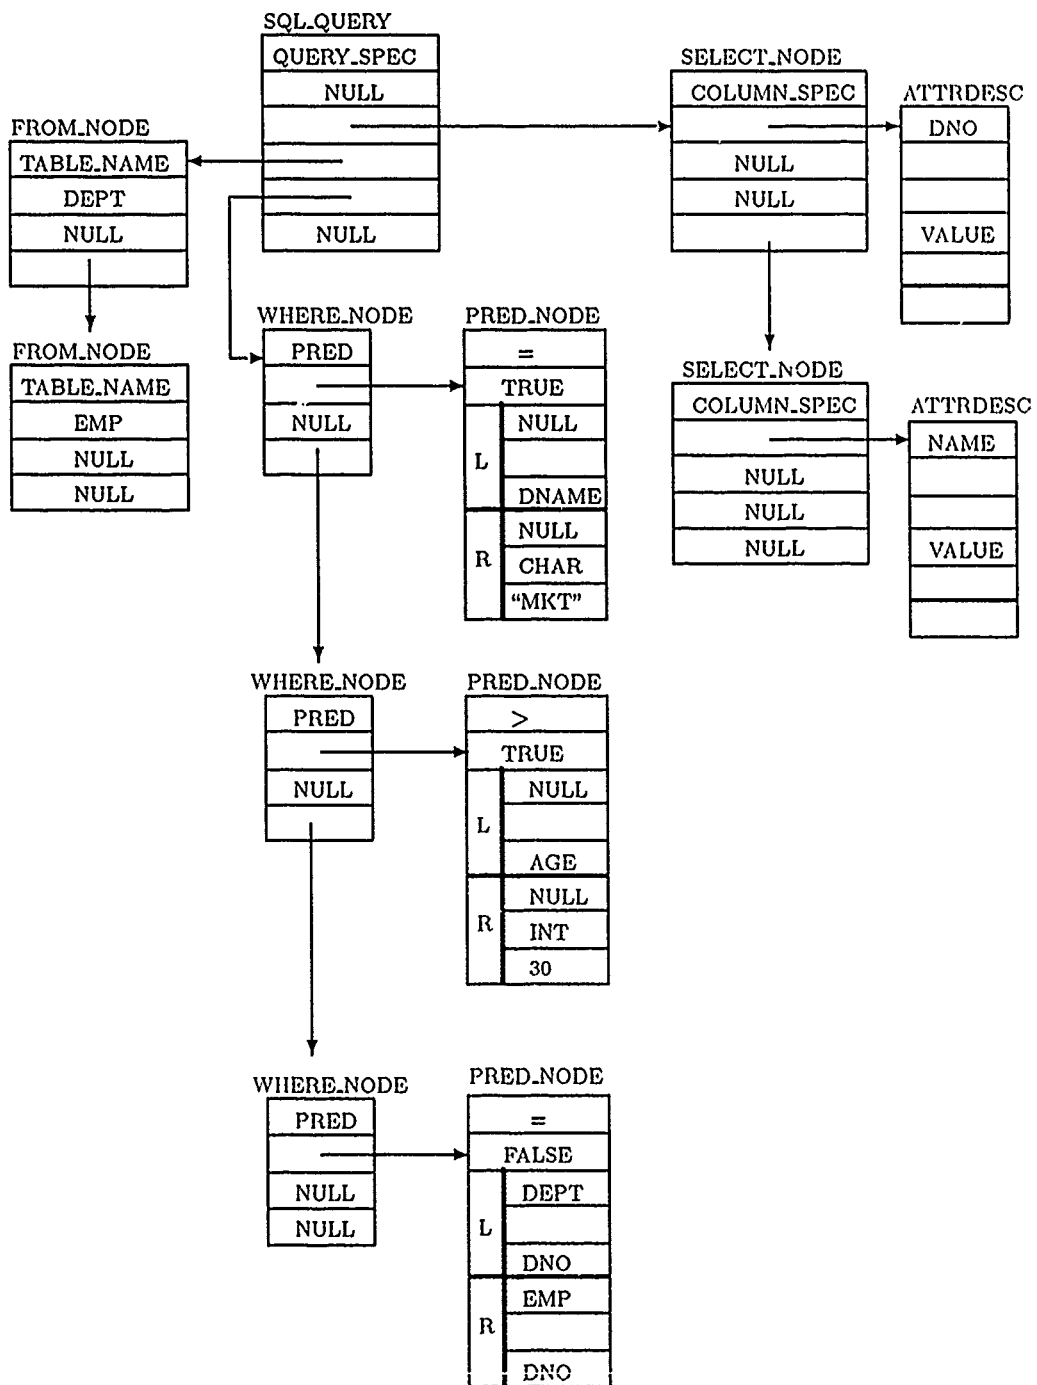 SQL_QUERY
QUERY_SPEC
NULL
NULL
SELECT_NODE
COLUMN_SPEC
NULL
NULL
ATTRDESC
DNO
VALUE
FROM_NODE
TABLE_NAME
DEPT
NULL
FROM_NODE
TABLE_NAME
EMP
NULL
NULL
WHERE_NODE
PRED
NULL
PRED_NODE
=
TRUE
L
NULL
DNAME
R
NULL
CHAR
“MKT”
SELECT_NODE
COLUMN_SPEC
NULL
NULL
NULL
ATTRDESC
NAME
VALUE
WHERE_NODE
PRED
NULL
PRED_NODE
>
TRUE
L
NULL
AGE
R
NULL
INT
30
WHERE_NODE
PRED
NULL
NULL
PRED_NODE
=
FALSE
L
DEPT
DNO
R
EMP
DNO